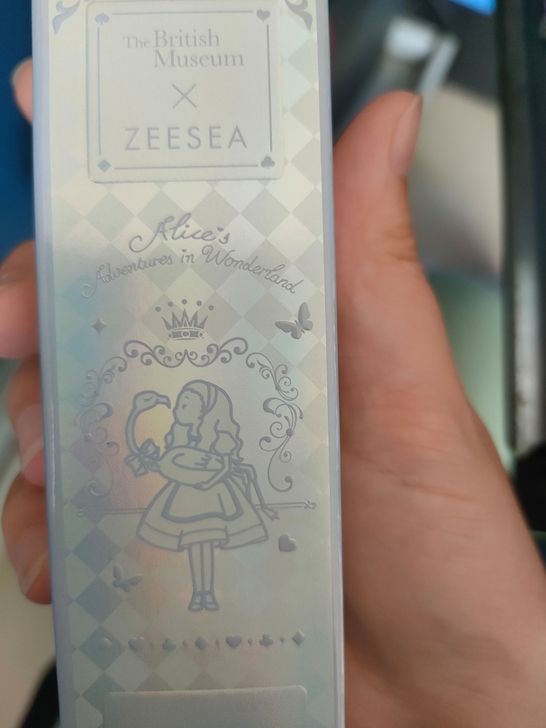 The British
Museum
×
ZEESEA
Alice's
Adventures in Wonderland